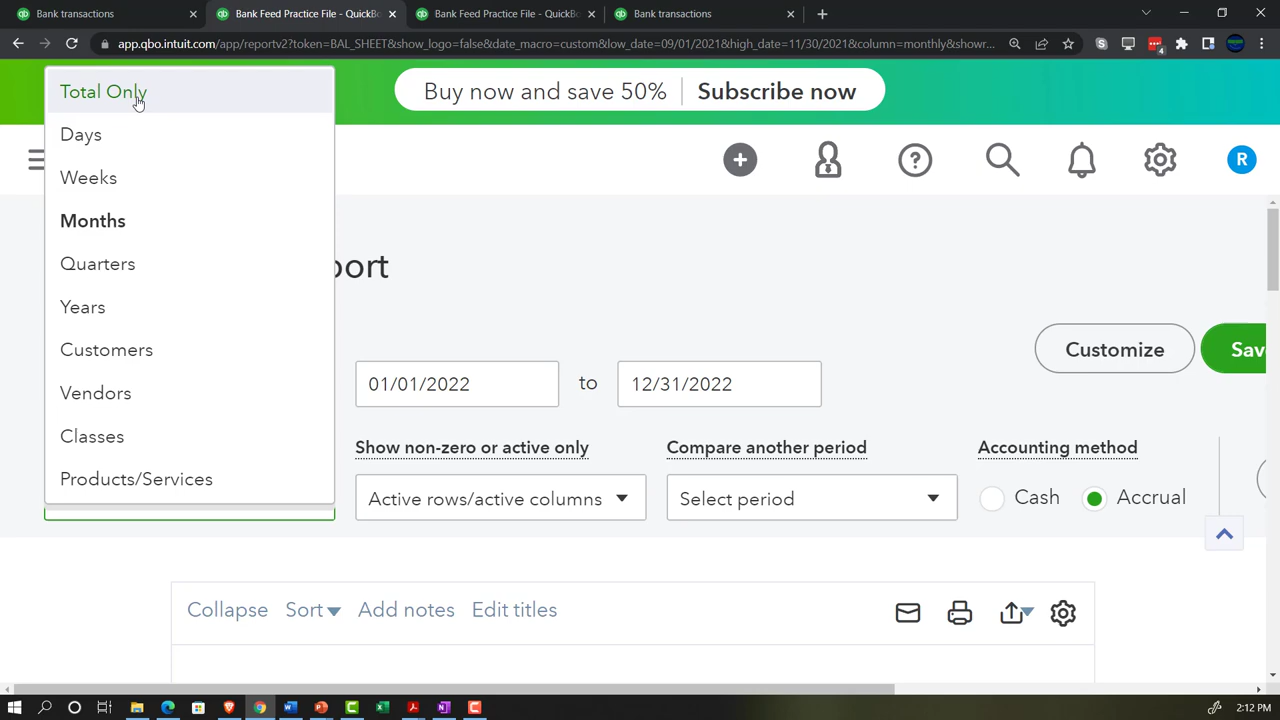 Bank transactions
Bank Feed Practice File - QuickBo
Bank Feed Practice File - QuickBo
Bank transactions
app.qbo.intuit.com/app/reportv2?token=BAL_SHEET&show_logo=false&date_macro=custom&low_date=09/01/2021&high_date=11/30/2021&column=monthly&showr...
Buy now and save 50%
Subscribe now
R
Total Only
Days
Weeks
Months
Quarters
Years
Customers
Vendors
Classes
Products/Services
port
01/01/2022 to 12/31/2022
Customize
Sav
Show non-zero or active only
Compare another period
Accounting method
Active rows/active columns
Select period
Cash
Accrual
Collapse
Sort
Add notes
Edit titles
2:12 PM